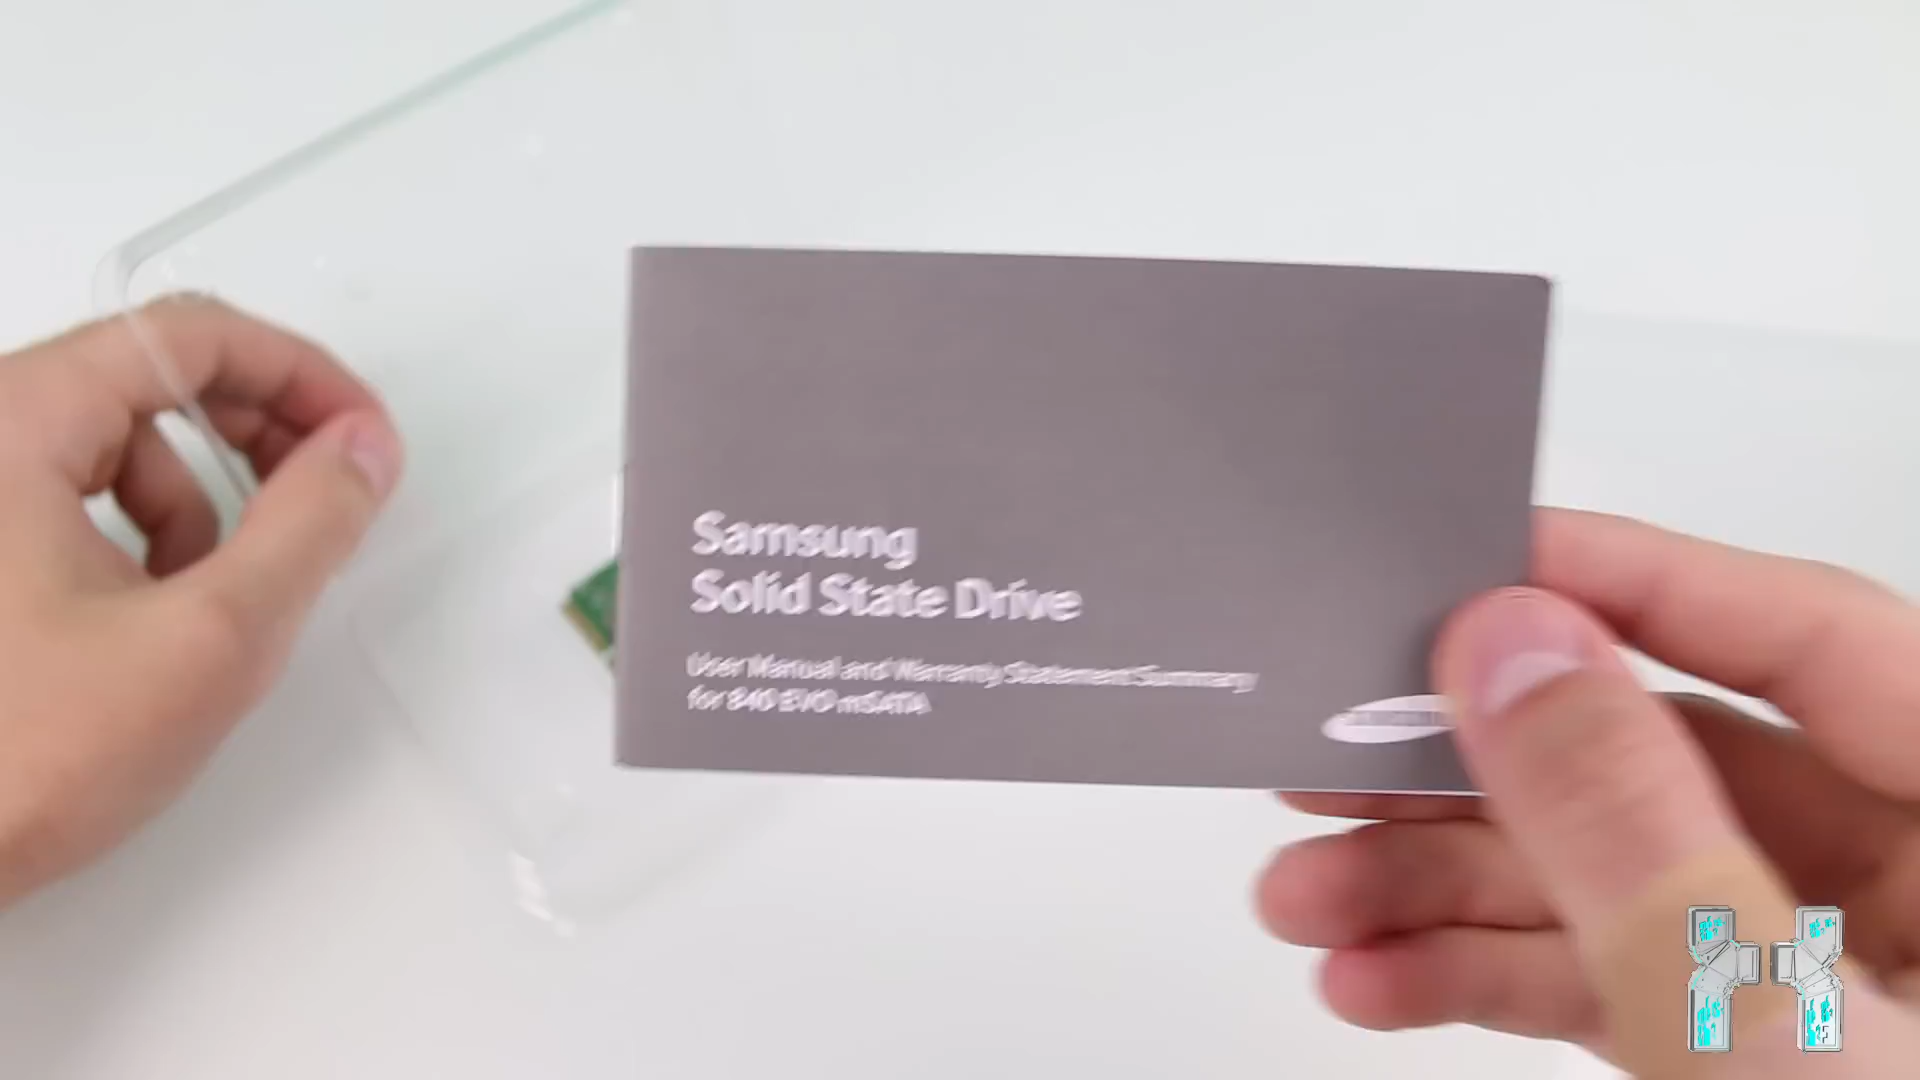 Samsung
Solid State Drive
User Manual and Warranty Statement Summary
for 840 EVO mSATA